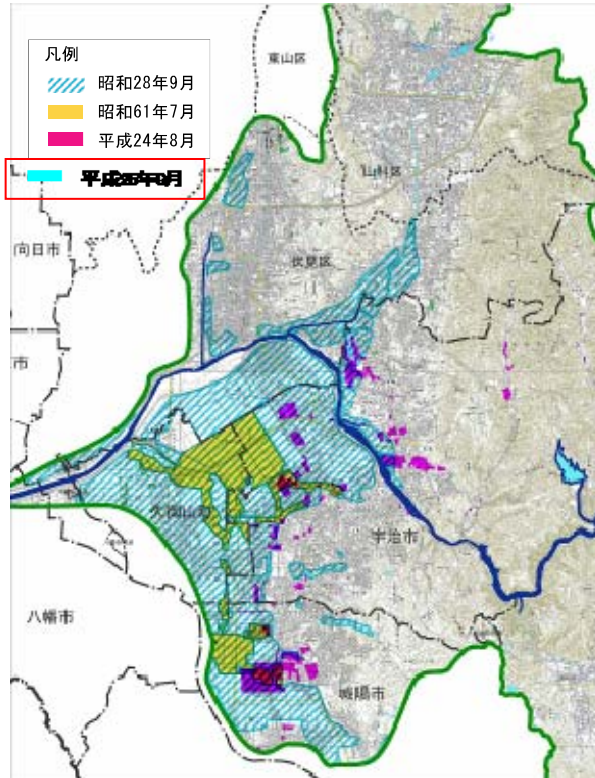 凡例
昭和28年9月
昭和61年7月
平成24年8月
東山区
山科区
向日市
伏見区
市
久御山町
宇治市
八幡市
城陽市